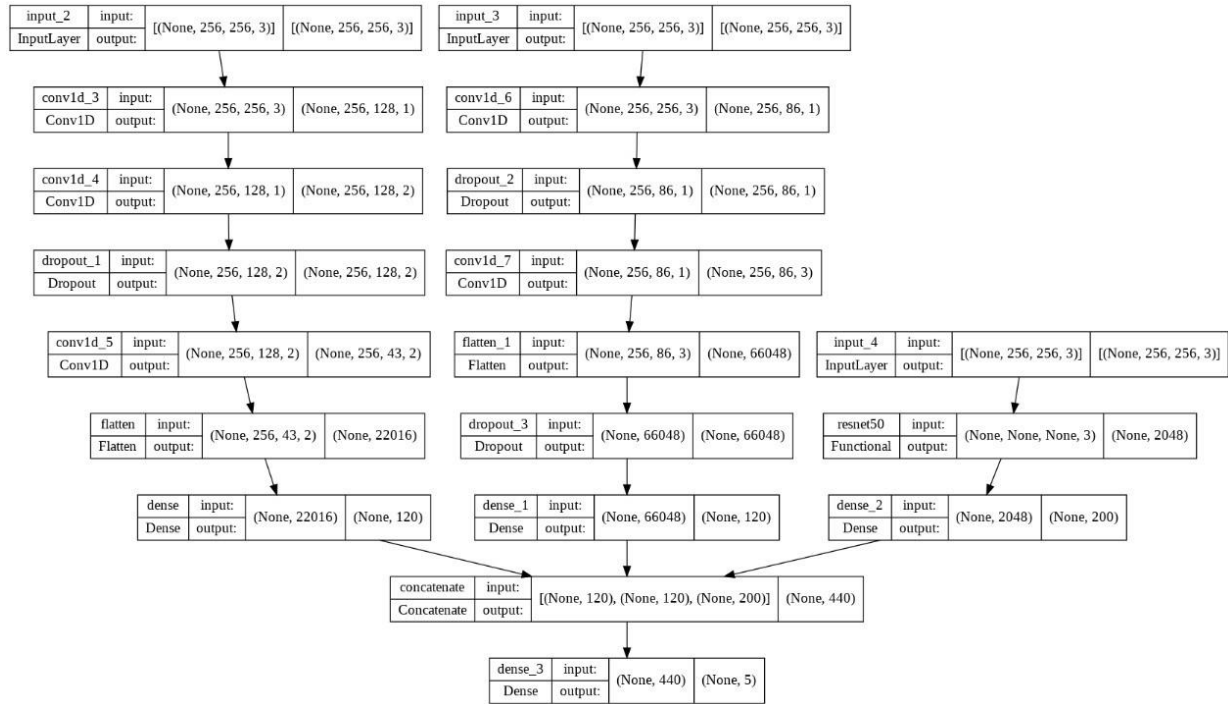 input_2 input: [(None, 256, 256, 3)] [(None, 256, 256, 3)]
InputLayer output:
input_3 input: [(None, 256, 256, 3)] [(None, 256, 256, 3)]
InputLayer output:
conv1d_3 input: (None, 256, 256, 3) (None, 256, 128, 1)
Conv1D output:
conv1d_6 input: (None, 256, 256, 3) (None, 256, 86, 1)
Conv1D output:
conv1d_4 input: (None, 256, 128, 1) (None, 256, 128, 2)
Conv1D output:
dropout_2 input: (None, 256, 86, 1) (None, 256, 86, 1)
Dropout output:
dropout_1 input: (None, 256, 128, 2) (None, 256, 128, 2)
Dropout output:
conv1d_7 input: (None, 256, 86, 1) (None, 256, 86, 3)
Conv1D output:
conv1d_5 input: (None, 256, 128, 2) (None, 256, 43, 2)
Conv1D output:
flatten_1 input: (None, 256, 86, 3) (None, 66048)
Flatten output:
input_4 input: [(None, 256, 256, 3)] [(None, 256, 256, 3)]
InputLayer output:
flatten input: (None, 256, 43, 2) (None, 22016)
Flatten output:
dropout_3 input: (None, 66048) (None, 66048)
Dropout output:
resnet50 input: (None, None, None, 3) (None, 2048)
Functional output:
dense input: (None, 22016) (None, 120)
Dense output:
dense_1 input: (None, 66048) (None, 120)
Dense output:
dense_2 input: (None, 2048) (None, 200)
Dense output:
concatenate input: [(None, 120), (None, 120), (None, 200)] (None, 440)
Concatenate output:
dense_3 input: (None, 440) (None, 5)
Dense output: